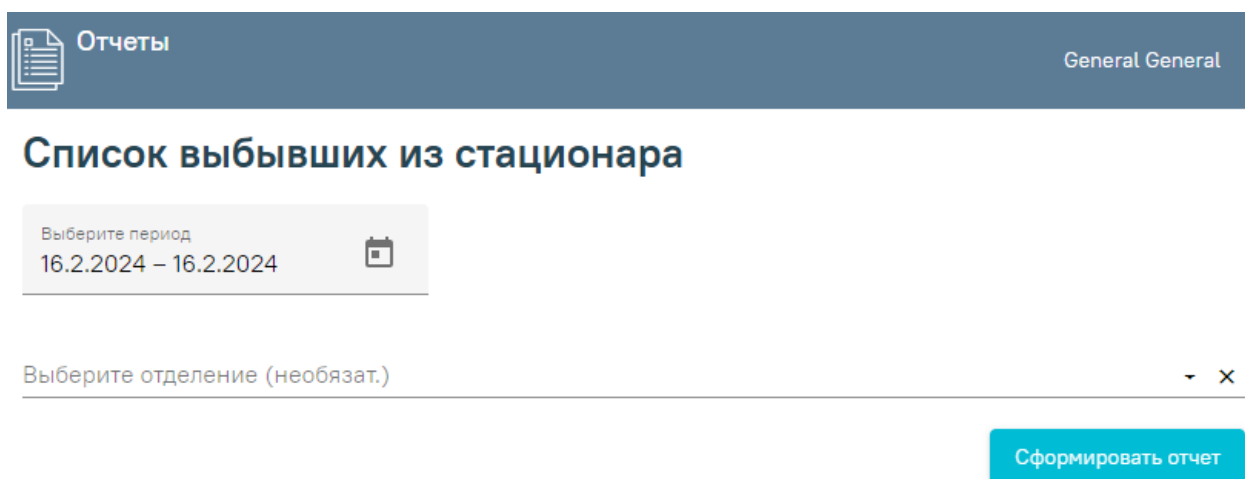 Отчеты
General General
Список выбывших из стационара
Выберите период
16.2.2024 – 16.2.2024
Выберите отделение (необязат.)
Сформировать отчет